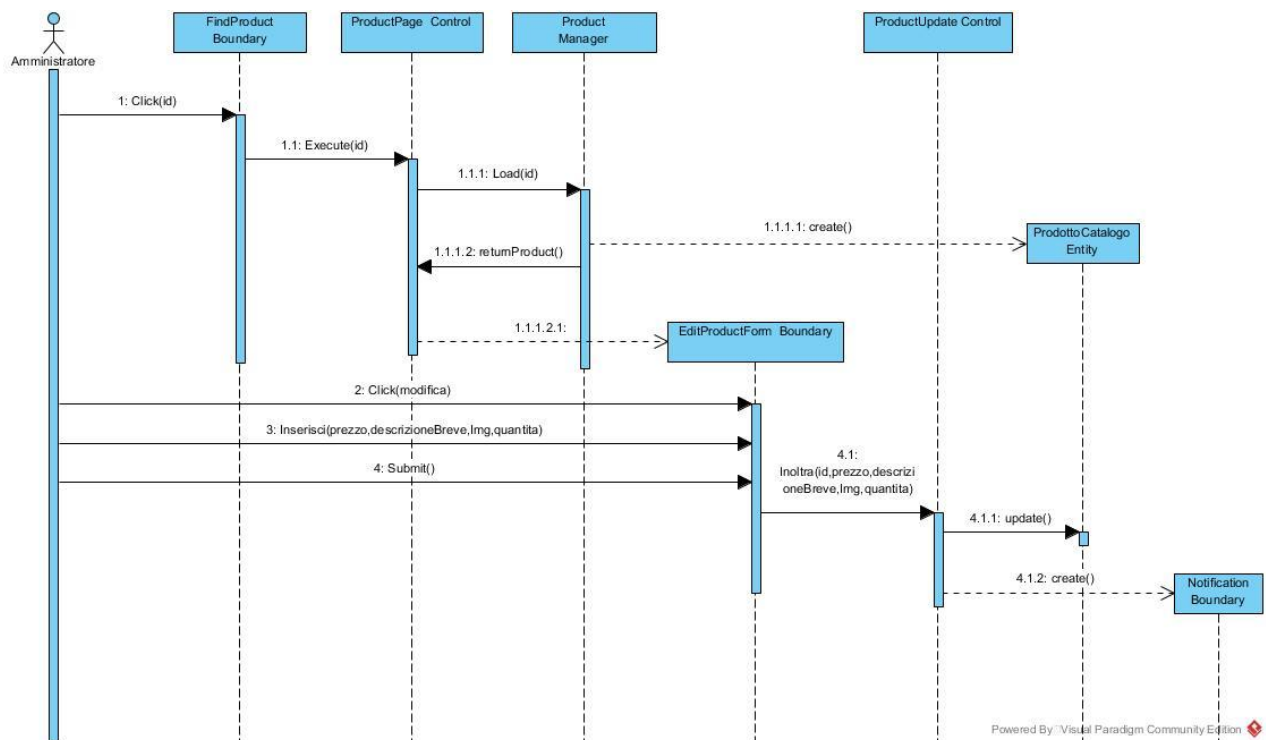 FindProduct
Boundary
ProductPage Control
Product
Manager
ProductUpdate Control
Amministratore
1: Click(id)
1.1: Execute(id)
1.1.1: Load(id)
1.1.1.1: create()
ProdottoCatalogo
Entity
1.1.1.2: returnProduct()
1.1.1.2.1:
EditProductForm Boundary
2: Click(modifica)
3: Inserisci(prezzo,descrizioneBreve,Img,quantita)
4: Submit()
4.1:
Inoltra(id,prezzo,descrizi
oneBreve,Img,quantita)
4.1.1: update()
4.1.2: create()
Notification
Boundary
Powered By Visual Paradigm Community Edition